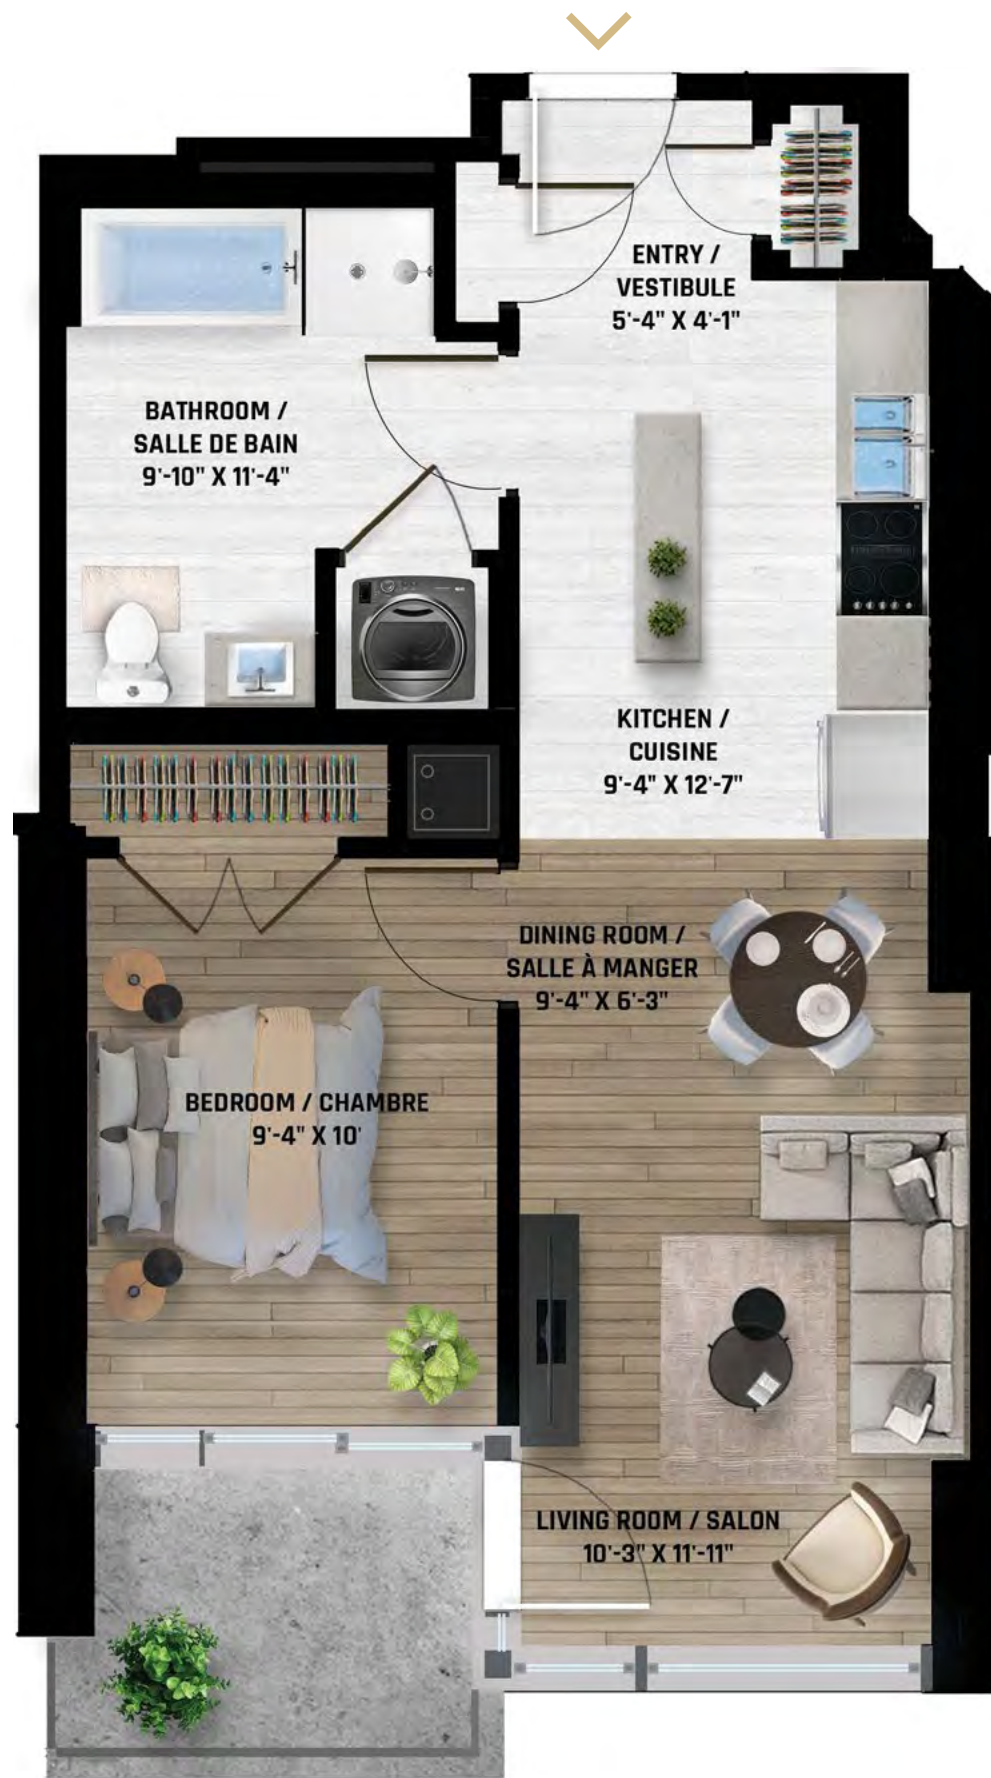 ENTRY /
VESTIBULE
5'-4" X 4'-1"
BATHROOM /
SALLE DE BAIN
9'-10" X 11'-4"
KITCHEN /
CUISINE
9'-4" X 12'-7"
DINING ROOM /
SALLE À MANGER
9'-4" X 6'-3"
BEDROOM / CHAMBRE
9'-4" X 10'
LIVING ROOM / SALON
10'-3" X 11'-11"